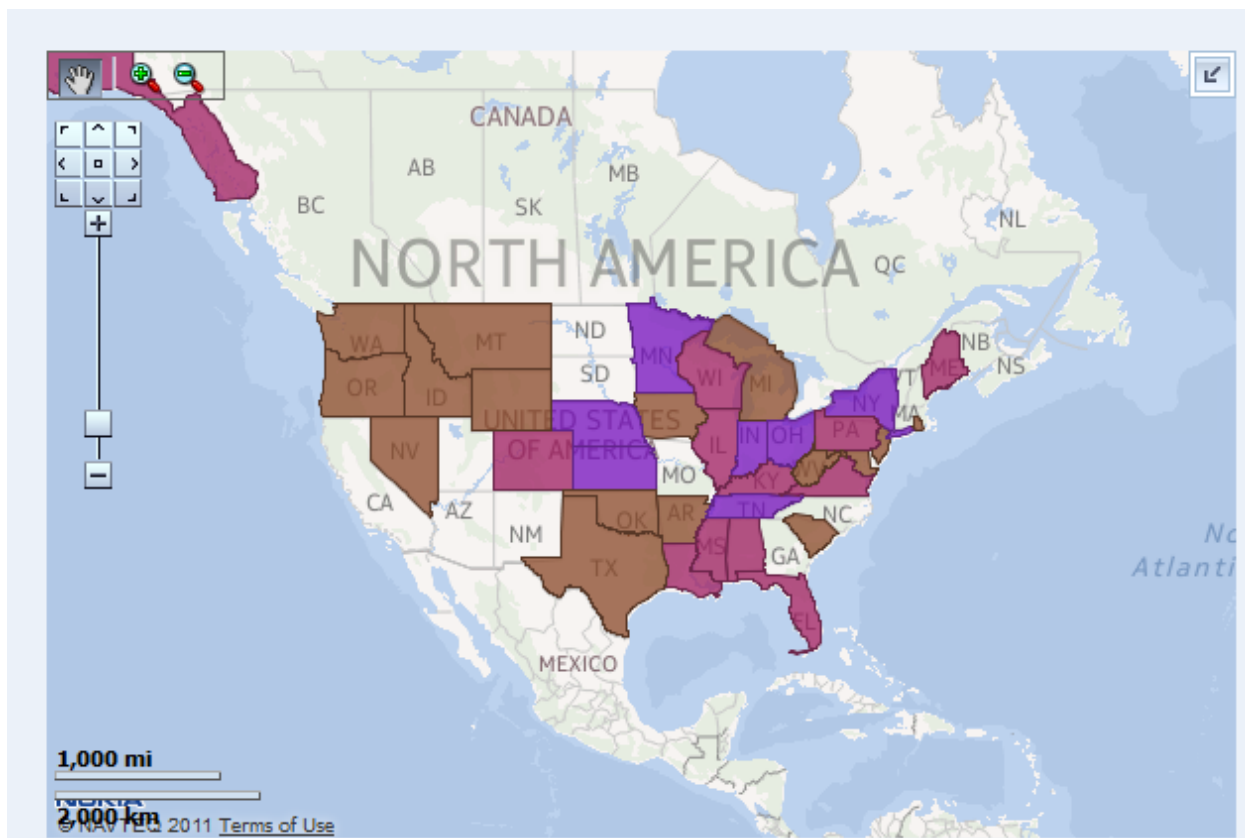 CANADA
AB
MB
BC
SK
NL
NORTH AMERICA
QC
ND
WA
MT
NB
MN
SD
NS
WI
ME
VT
OR
ID
MI
NY
MA
UNITED STATES
NV
IN
OH
PA
OF AMERICA
IL
MO
WV
KY
CA
AZ
TN
NC
OK
AR
NM
MS
GA
TX
Atlanti
FL
MEXICO
1,000 mi
NOKIA
2,000 km
© NAVTEQ 2011 Terms of Use